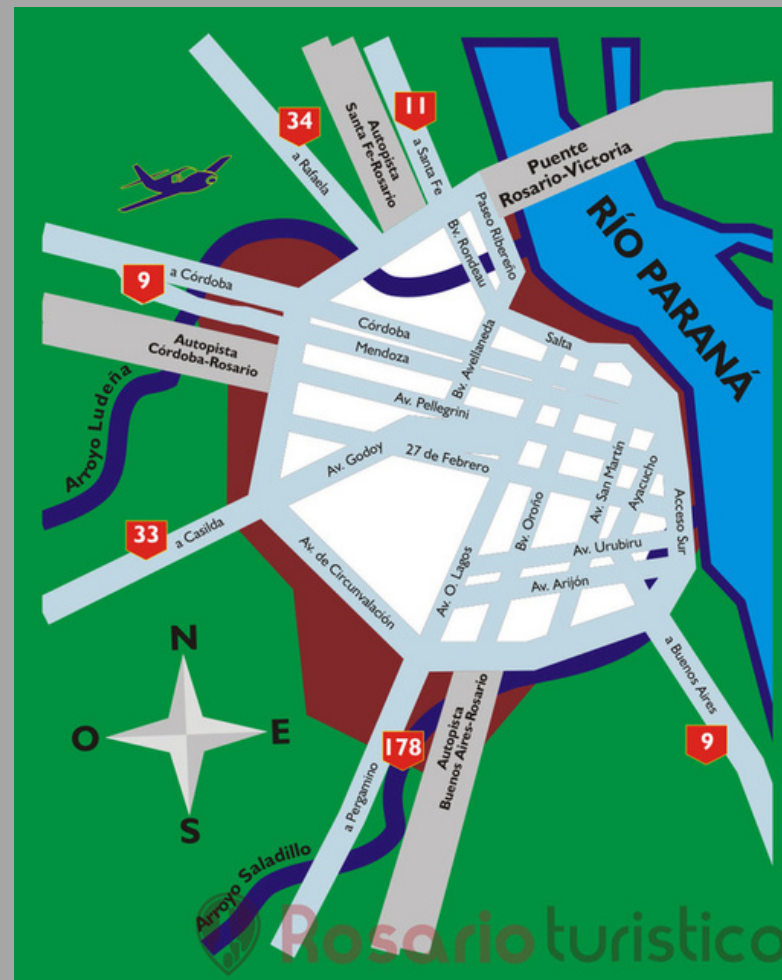 11
34
Autopista
Santa Fe-Rosario
a Santa Fe
a Rafaela
Puente
Rosario-Victoria
Paseo Ribereño
Bv. Rondeau
RÍO PARANÁ
9
a Córdoba
Autopista
Córdoba-Rosario
Córdoba
Mendoza
Salta
Bv. Avellaneda
Av. Pellegrini
Arroyo Ludeña
Av. Godoy
27 de Febrero
Av. San Martín
Ayacucho
Acceso Sur
Bv. Oroño
33
a Casilda
Av. de Circunvalación
Av. O. Lagos
Av. Urubiru
Av. Arijón
a Buenos Aires
9
N
O
E
S
178
a Pergamino
Autopista
Buenos Aires-Rosario
Arroyo Saladillo
Rosario turistica